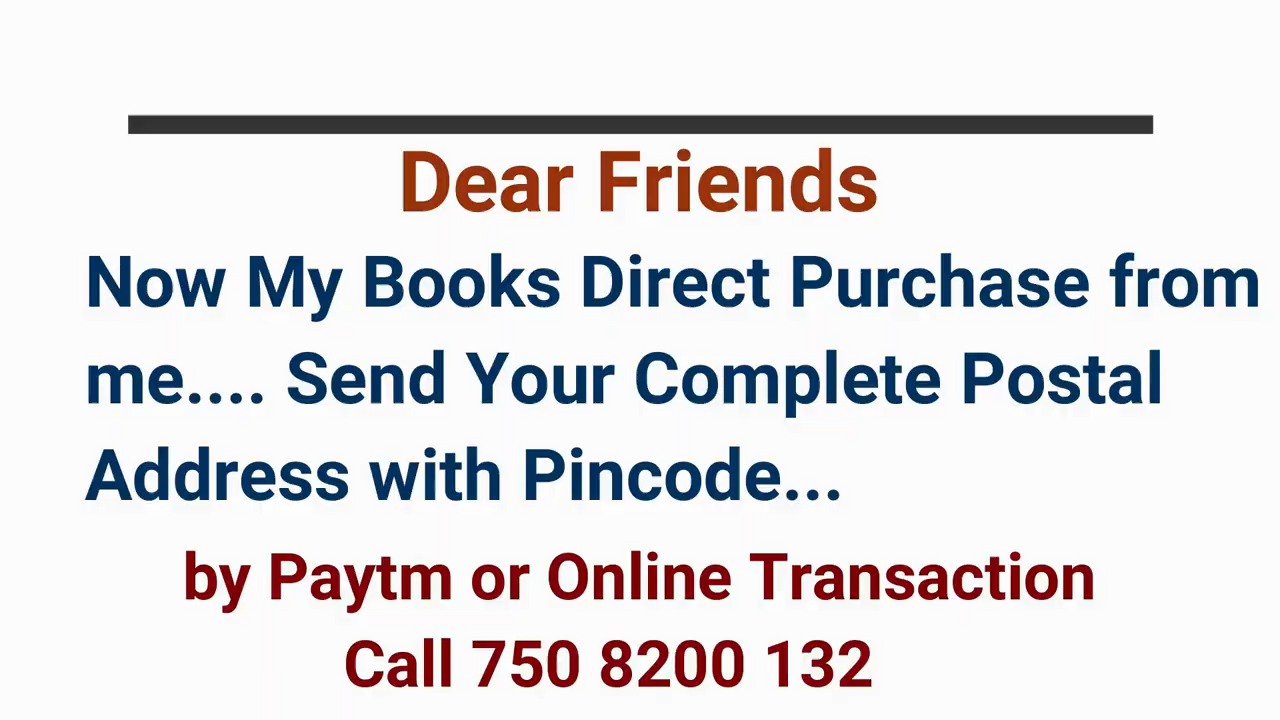 Dear Friends
Now My Books Direct Purchase from
me.... Send Your Complete Postal
Address with Pincode...
by Paytm or Online Transaction
Call 750 8200 132